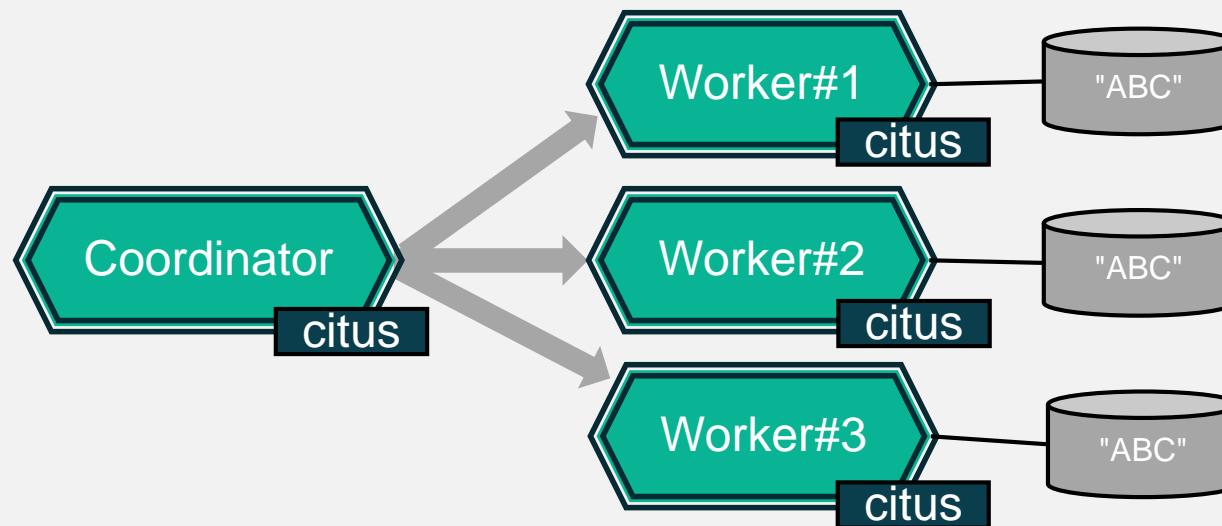 Worker#1
citus
"ABC"
Coordinator
citus
Worker#2
citus
"ABC"
Worker#3
citus
"ABC"